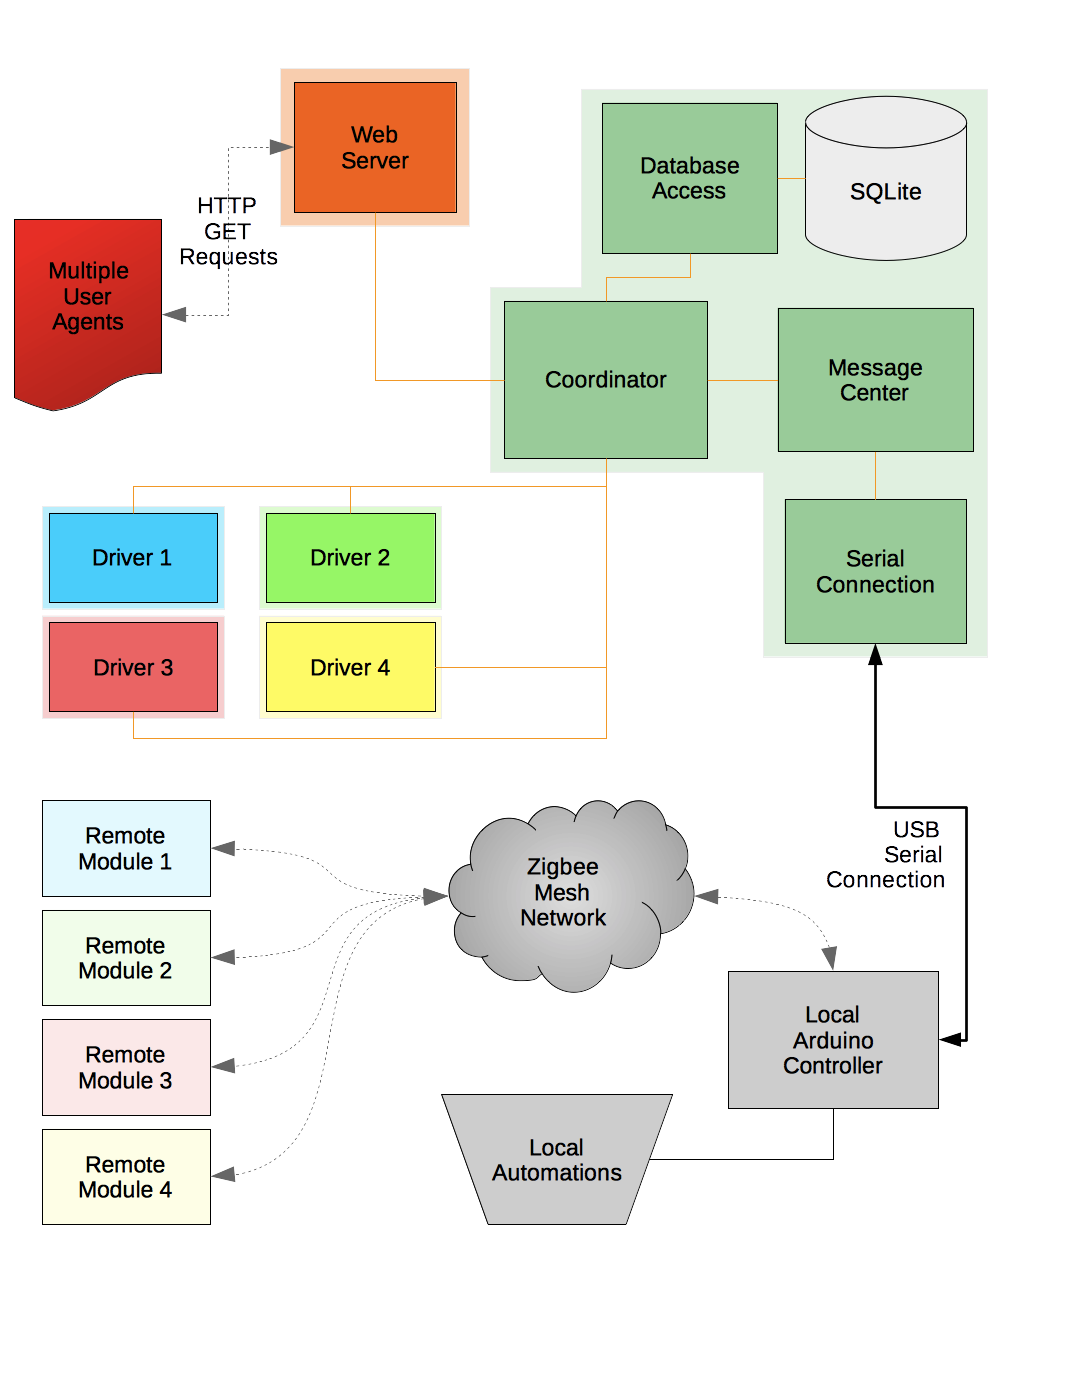 Web
Server
HTTP
GET
Requests
Multiple
User
Agents
Database
Access
SQLite
Coordinator
Message
Center
Serial
Connection
Driver 1
Driver 2
Driver 3
Driver 4
Remote
Module 1
Remote
Module 2
Remote
Module 3
Remote
Module 4
Zigbee
Mesh
Network
USB
Serial
Connection
Local
Arduino
Controller
Local
Automations